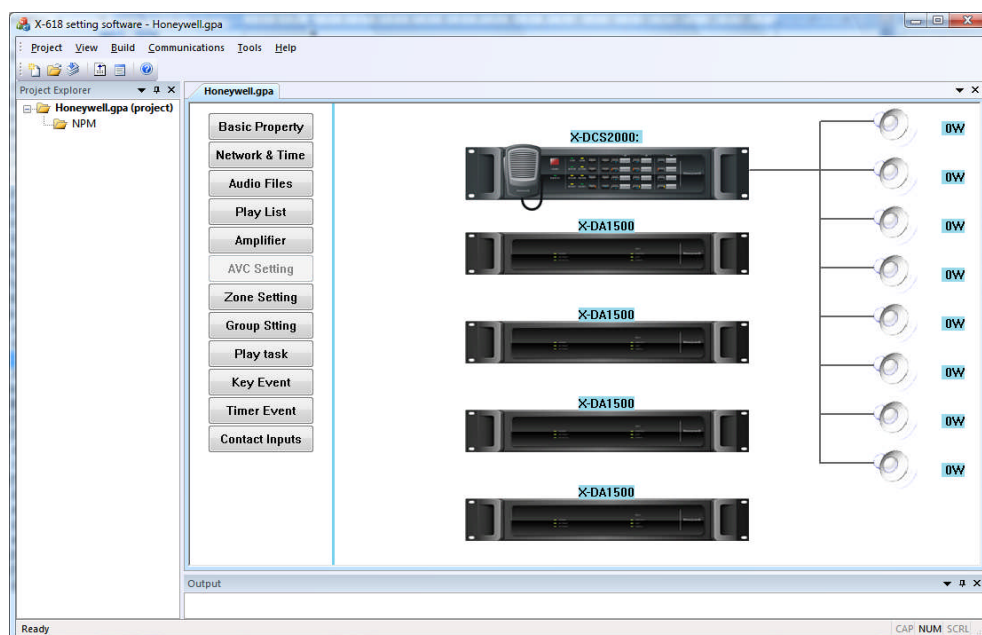 X-618 setting software - Honeywell.gpa
Project View Build Communications Tools Help
Project Explorer
Honeywell.gpa (project)
NPM
Honeywell.gpa
Basic Property
Network & Time
Audio Files
Play List
Amplifier
AVC Setting
Zone Setting
Group Stting
Play task
Key Event
Timer Event
Contact Inputs
X-DCS2000:
X-DA1500
X-DA1500
X-DA1500
X-DA1500
0W
0W
0W
0W
0W
0W
0W
0W
Output
Ready
CAP NUM SCRL